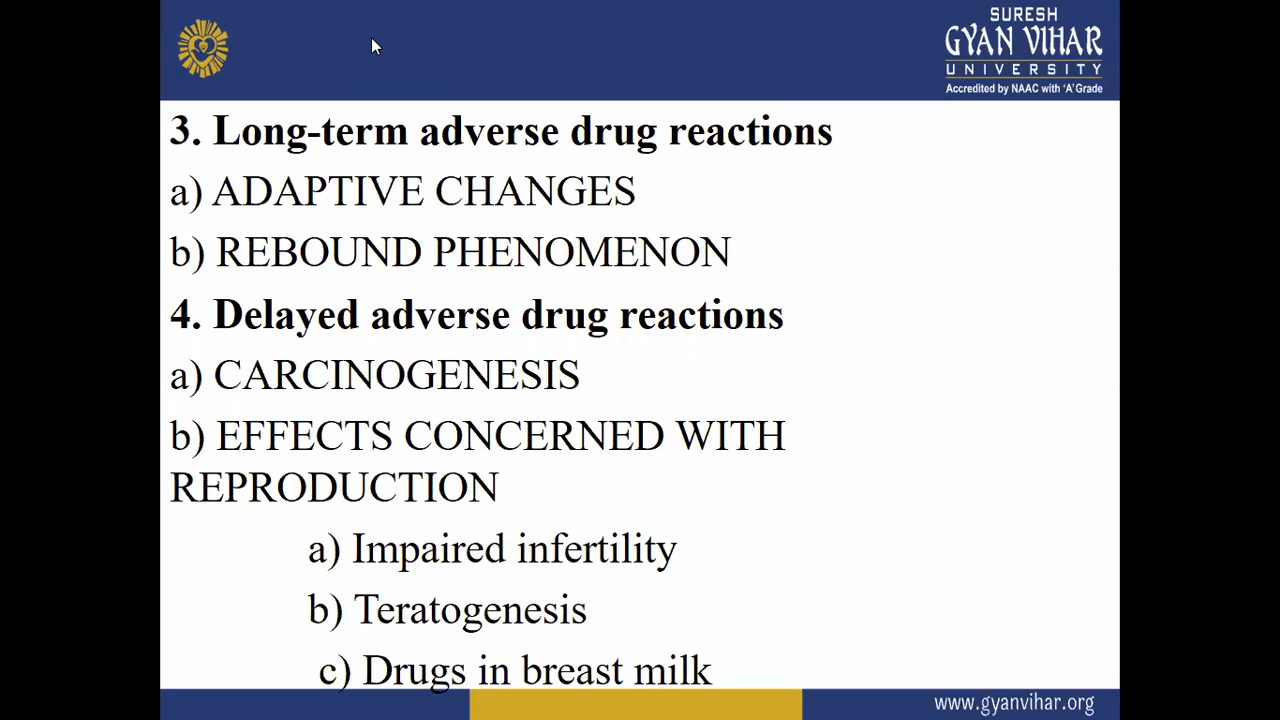 SURESH
GYAN VIHAR
UNIVERSITY
Accredited by NAAC with 'A' Grade
3. Long-term adverse drug reactions
a) ADAPTIVE CHANGES
b) REBOUND PHENOMENON
4. Delayed adverse drug reactions
a) CARCINOGENESIS
b) EFFECTS CONCERNED WITH
REPRODUCTION
a) Impaired infertility
b) Teratogenesis
c) Drugs in breast milk
www.gyanvihar.org